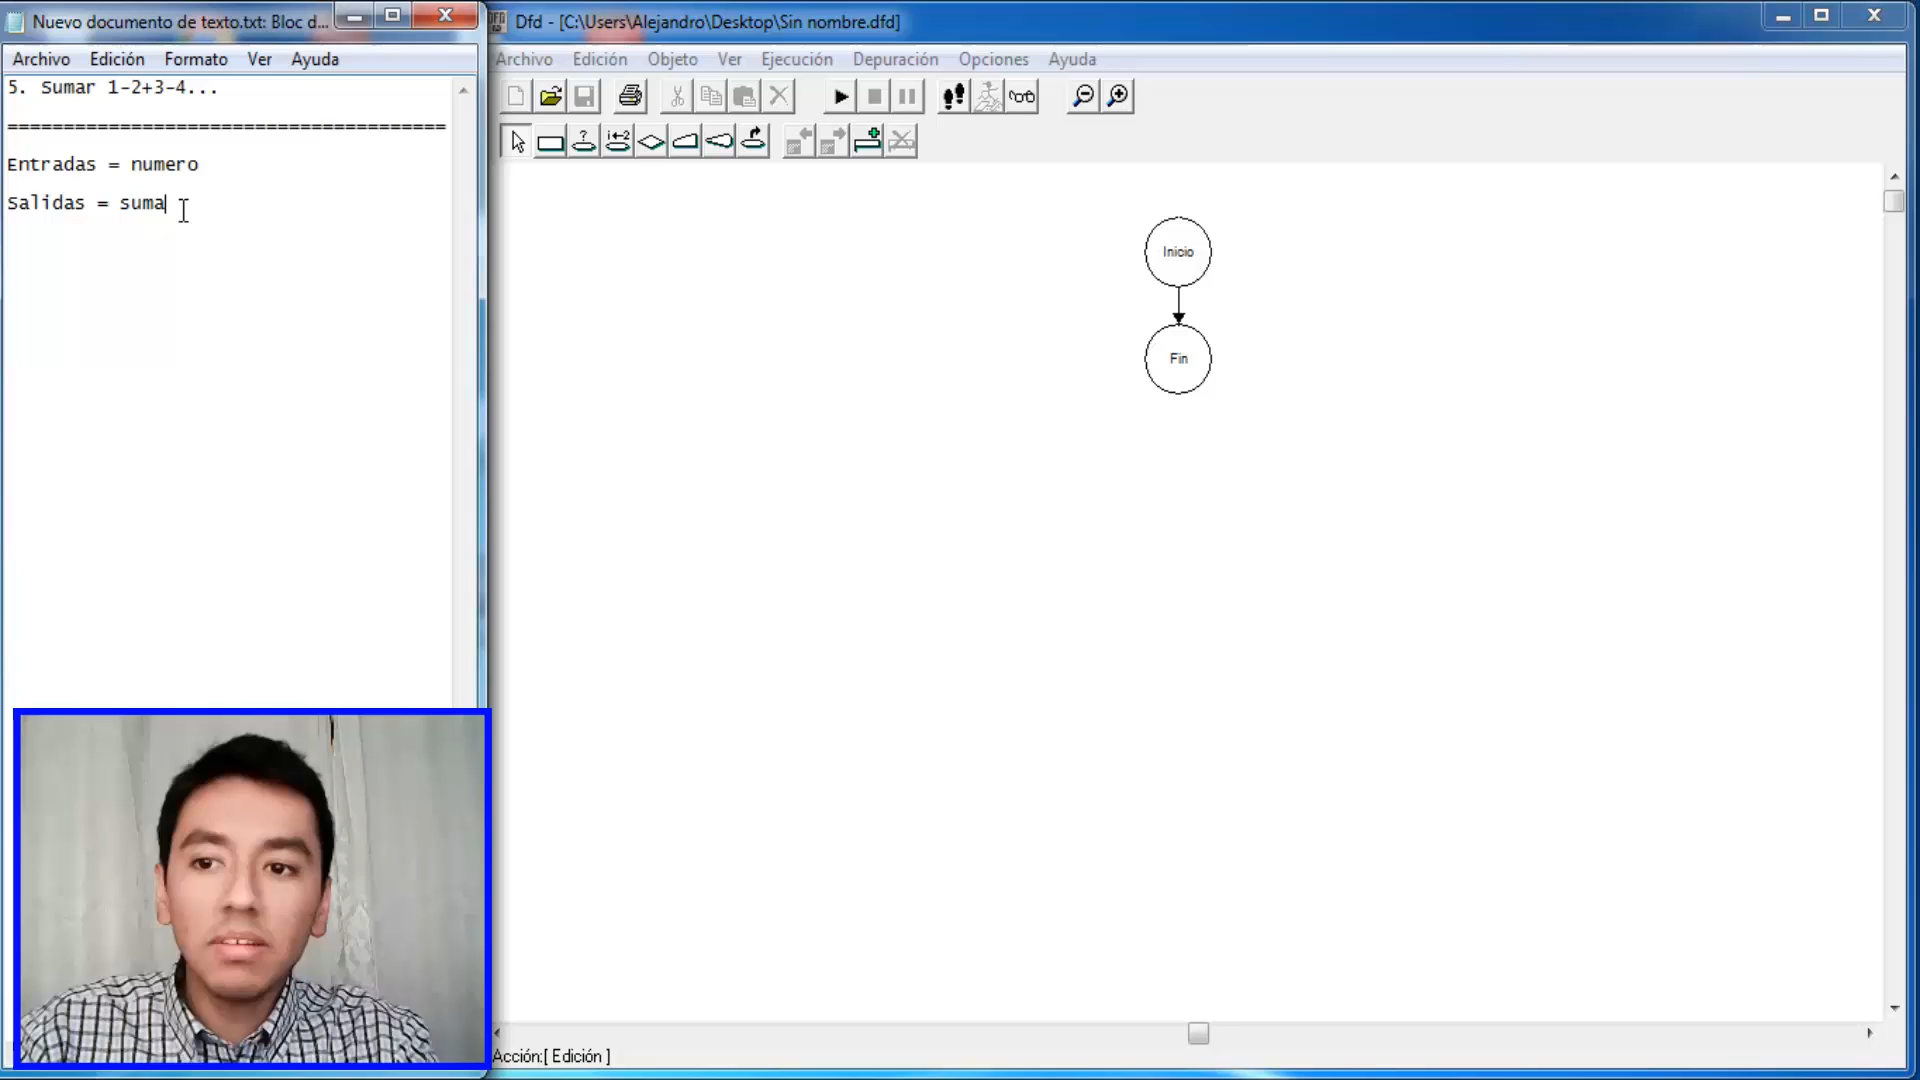 Nuevo documento de texto.txt: Bloc d...
Archivo Edición Formato Ver Ayuda
5. Sumar 1-2+3-4...
=======================================
Entradas = numero
Salidas = suma
Dfd - [C:\Users\Alejandro\Desktop\Sin nombre.dfd]
Archivo Edición Objeto Ver Ejecución Depuración Opciones Ayuda
Inicio
Fin
Acción:[ Edición ]